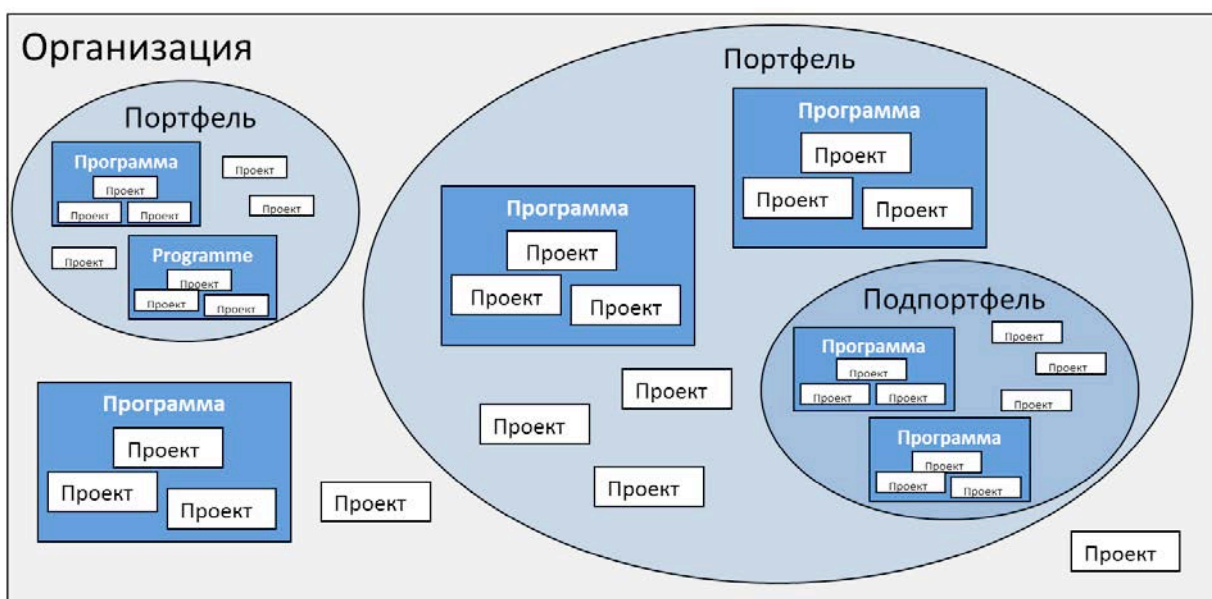 Организация
Портфель
Программа
Проект
Проект
Проект
Проект
Проект
Проект
Programme
Проект
Проект
Проект
Программа
Проект
Проект
Проект
Проект
Портфель
Программа
Проект
Проект
Проект
Программа
Проект
Проект
Проект
Проект
Проект
Проект
Подпортфель
Программа
Проект
Проект
Проект
Проект
Проект
Проект
Программа
Проект
Проект
Проект
Проект